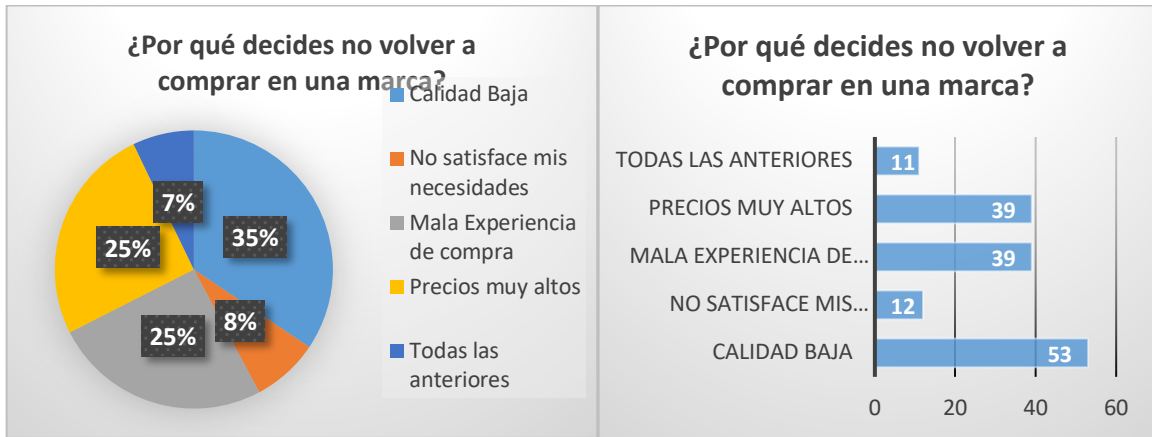 ¿Por qué decides no volver a
comprar en una marca?
Calidad Baja
No satisface mis
necesidades
Mala Experiencia
de compra
Precios muy altos
Todas las
anteriores
7%
35%
25%
8%
25%
¿Por qué decides no volver a
comprar en una marca?
TODAS LAS ANTERIORES
11
PRECIOS MUY ALTOS
39
MALA EXPERIENCIA DE...
39
NO SATISFACE MIS...
12
CALIDAD BAJA
53
0 20 40 60